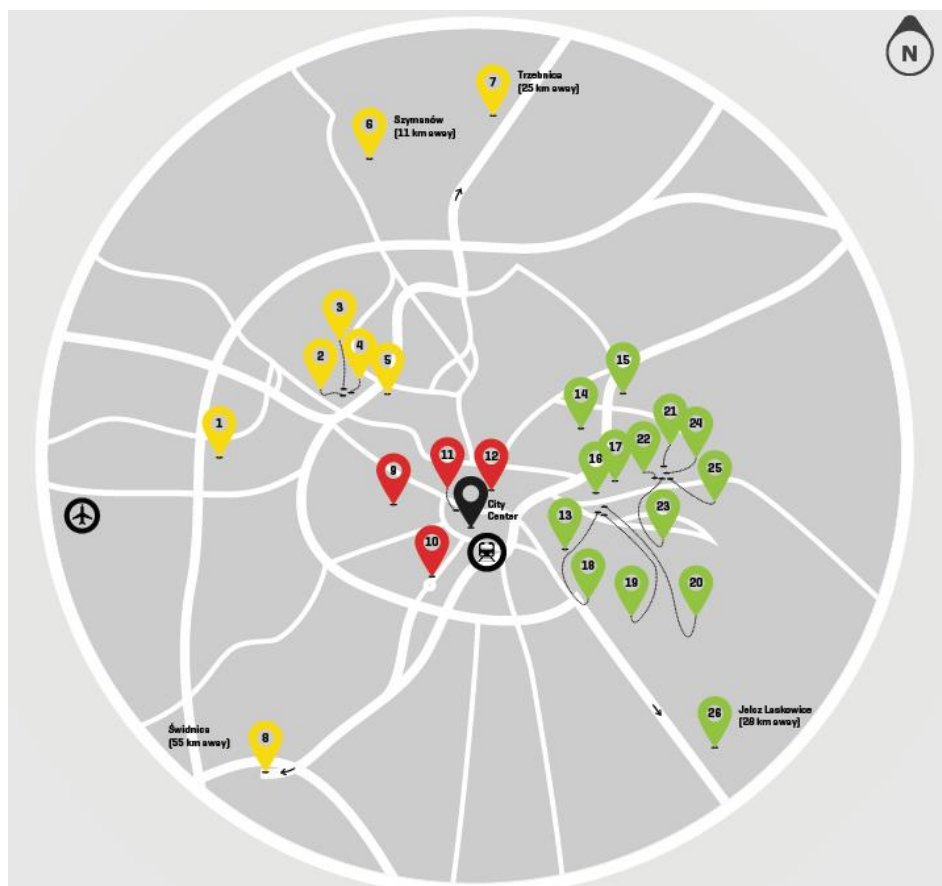 N
7
Trzebnica
(25 km away)
6
Szymanów
(11 km away)
3
2
4
5
15
14
1
21
24
22
17
16
25
11
12
9
City
Center
13
23
10
18
19
20
26
Jelcz Laskowice
(28 km away)
Świdnica
(55 km away)
8